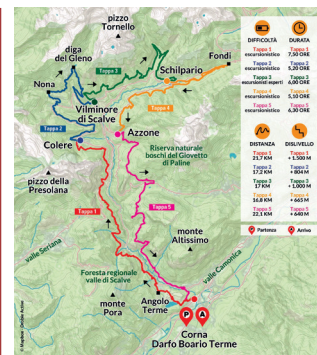 pizzo
Tornello
diga
del Gleno
Fondi
Tappa 3
Nona
Schilpario
Tappa 4
Vilminore
di Scalve
Tappa 2
Azzone
Colere
Riserva naturale
boschi del Giovetto
di Paline
pizzo della
Presolana
Tappa 1
Tappa 5
monte
Altissimo
valle Seriana
valle Camonica
Foresta regionale
valle di Scalve
monte
Pora
Angolo
Terme
P A
Corna
Darfo Boario Terme
DIFFICOLTÀ
Tappa 1
escursionistico
Tappa 2
escursionistico
Tappa 3
escursionisti esperti
Tappa 4
escursionistico
Tappa 5
escursionistico
DURATA
Tappa 1
7,50 ORE
Tappa 2
5,20 ORE
Tappa 3
6,00 ORE
Tappa 4
5,10 ORE
Tappa 5
6,30 ORE
DISTANZA
Tappa 1
21,7 KM
Tappa 2
17,2 KM
Tappa 3
17 KM
Tappa 4
16,8 KM
Tappa 5
22,1 KM
DISLIVELLO
Tappa 1
+ 1.500 M
Tappa 2
+ 804 M
Tappa 3
+ 1.000 M
Tappa 4
+ 665 M
Tappa 5
+ 640 M
Partenza
Arrivo